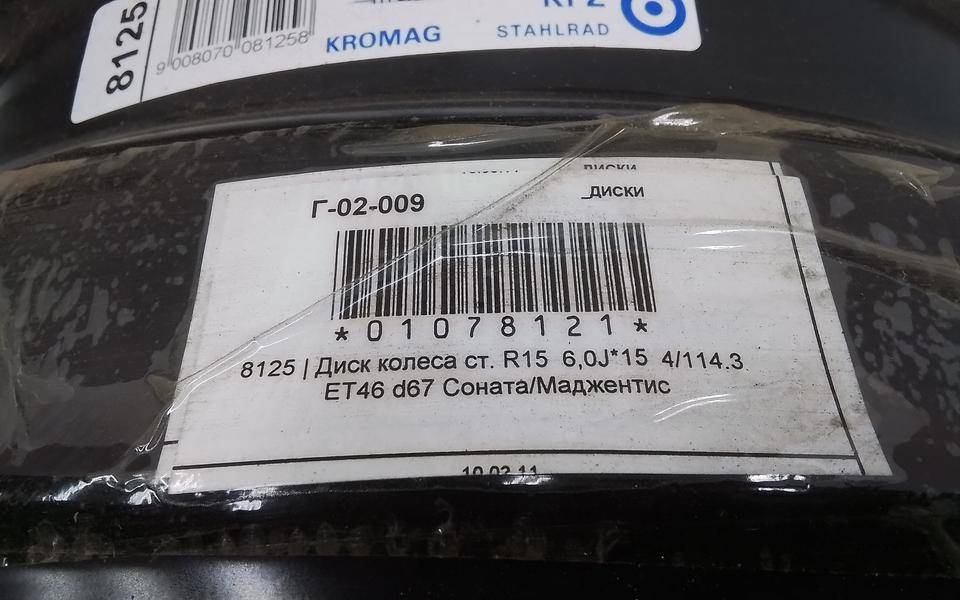 8125
9 008070 081258
KROMAG
KFZ
STAHLRAD
диски
_диски
Г-02-009
*01078121*
8125 | Диск колеса ст. R15 6,0J*15 4/114.3
ET46 d67 Соната/Маджентис
10.02.11